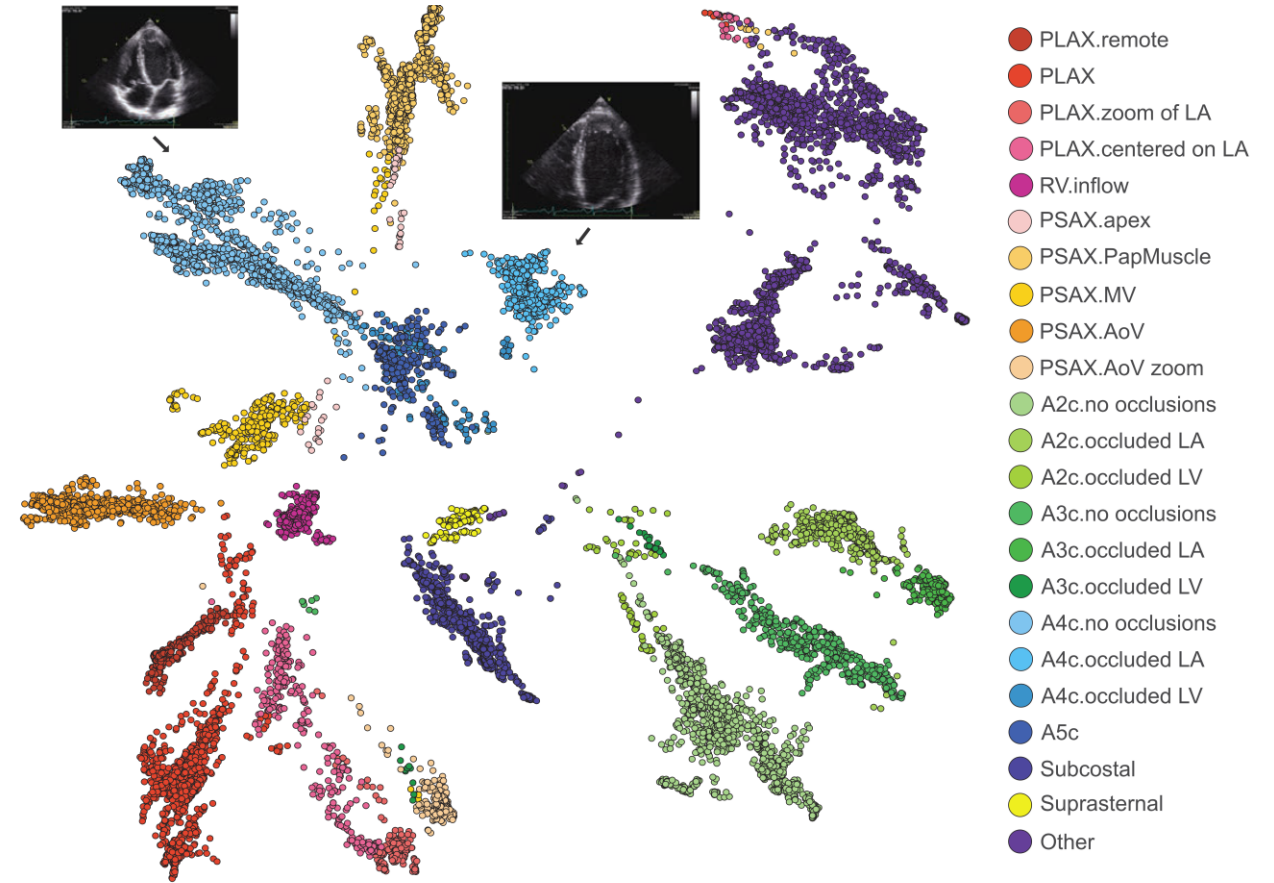 PLAX.remote
PLAX
PLAX.zoom of LA
PLAX.centered on LA
RV.inflow
PSAX.apex
PSAX.PapMuscle
PSAX.MV
PSAX.AoV
PSAX.AoV zoom
A2c.no occlusions
A2c.occluded LA
A2c.occluded LV
A3c.no occlusions
A3c.occluded LA
A3c.occluded LV
A4c.no occlusions
A4c.occluded LA
A4c.occluded LV
A5c
Subcostal
Suprasternal
Other